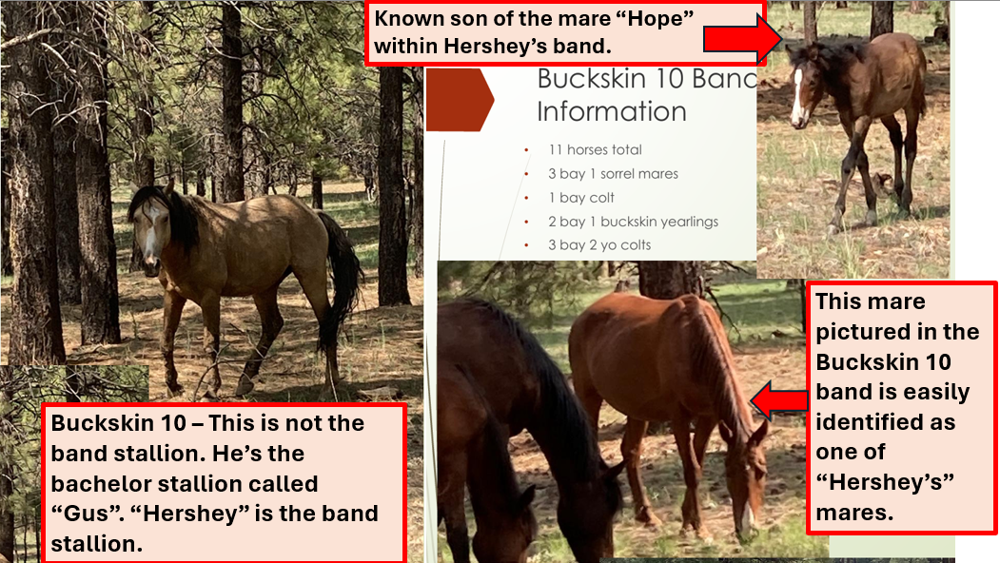 Known son of the mare “Hope”
within Hershey’s band.
Buckskin 10 Band
Information
• 11 horses total
• 3 bay 1 sorrel mares
• 1 bay colt
• 2 bay 1 buckskin yearlings
• 3 bay 2 yo colts
This mare
pictured in the
Buckskin 10
band is easily
identified as
one of
“Hershey’s”
mares.
Buckskin 10 – This is not the
band stallion. He’s the
bachelor stallion called
“Gus”. “Hershey” is the band
stallion.